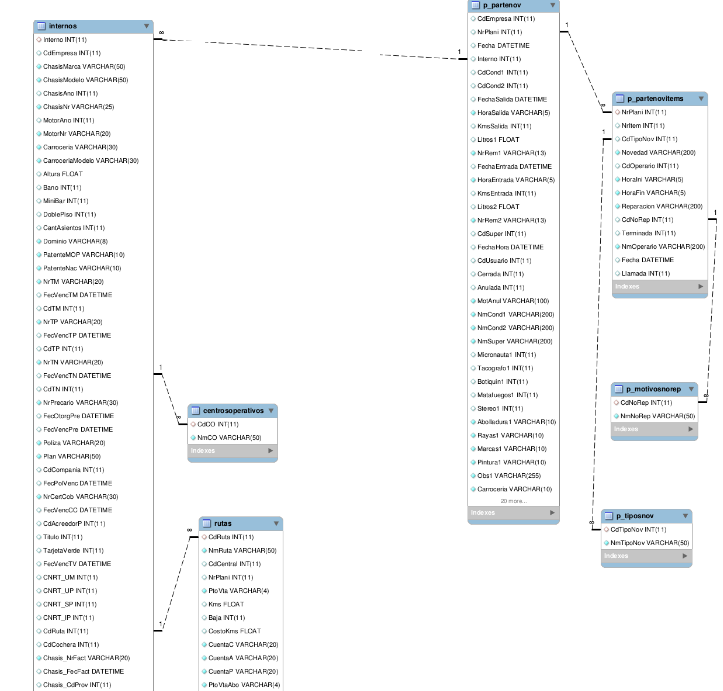 internos
Interno INT(11)
CdEmpresa INT(11)
ChasisMarca VARCHAR(50)
ChasisModelo VARCHAR(50)
ChasisAno INT(11)
ChasisNr VARCHAR(25)
MotorAno INT(11)
MotorNr VARCHAR(20)
Carroceria VARCHAR(30)
CarroceriaModelo VARCHAR(30)
Altura FLOAT
Bano INT(11)
MiniBar INT(11)
DoblePiso INT(11)
CantAsientos INT(11)
Dominio VARCHAR(8)
PatenteMOP VARCHAR(10)
PatenteNac VARCHAR(10)
NrTM VARCHAR(20)
FecVencTM DATETIME
CdTM INT(11)
NrTP VARCHAR(20)
FecVencTP DATETIME
CdTP INT(11)
NrTN VARCHAR(20)
FecVencTN DATETIME
CdTN INT(11)
NrPrecario VARCHAR(30)
FecOtorgPre DATETIME
FecVencPre DATETIME
Poliza VARCHAR(20)
Plan VARCHAR(50)
CdCompania INT(11)
FecPolVenc DATETIME
NrCertCob VARCHAR(30)
FecVencCC DATETIME
CdAcreedorP INT(11)
Titulo INT(11)
TarjetaVerde INT(11)
FecVencTV DATETIME
CNRT_UM INT(11)
CNRT_UP INT(11)
CNRT_SP INT(11)
CNRT_IP INT(11)
CdRuta INT(11)
CdCochera INT(11)
Chasis_NrFact VARCHAR(20)
Chasis_FecFact DATETIME
Chasis_CdProv INT(11)
∞
1
1
1
centrosoperativos
CdCO INT(11)
NmCO VARCHAR(50)
Indexes
∞
rutas
CdRuta INT(11)
NmRuta VARCHAR(50)
CdCentral INT(11)
NrPlani INT(11)
PtoVta VARCHAR(4)
Kms FLOAT
Baja INT(11)
CostoKms FLOAT
CuentaC VARCHAR(20)
CuentaA VARCHAR(20)
CuentaP VARCHAR(20)
PtoVtaAbo VARCHAR(4)
∞
p_partenov
CdEmpresa INT(11)
NrPlani INT(11)
Fecha DATETIME
Interno INT(11)
CdCond1 INT(11)
CdCond2 INT(11)
FechaSalida DATETIME
HoraSalida VARCHAR(5)
KmsSalida INT(11)
Litros1 FLOAT
NrRem1 VARCHAR(13)
FechaEntrada DATETIME
HoraEntrada VARCHAR(5)
KmsEntrada INT(11)
Litros2 FLOAT
NrRem2 VARCHAR(13)
CdSuper INT(11)
FechaHora DATETIME
CdUsuario INT(11)
Cerrada INT(11)
Anulada INT(11)
MotAnul VARCHAR(100)
NmCond1 VARCHAR(200)
NmCond2 VARCHAR(200)
NmSuper VARCHAR(200)
Micronauta1 INT(11)
Tacografo1 INT(11)
Botiquin1 INT(11)
Matafuegos1 INT(11)
Stereo1 INT(11)
Abolladura1 VARCHAR(10)
Rayas1 VARCHAR(10)
Marcas1 VARCHAR(10)
Pintura1 VARCHAR(10)
Obs1 VARCHAR(255)
Carroceria VARCHAR(10)
20 more...
Indexes
1
p_partenovitems
NrPlani INT(11)
NrItem INT(11)
CdTipoNov INT(11)
Novedad VARCHAR(200)
CdOperario INT(11)
HoraIni VARCHAR(5)
HoraFin VARCHAR(5)
Reparacion VARCHAR(200)
CdNoRep INT(11)
Terminada INT(11)
NmOperario VARCHAR(200)
Fecha DATETIME
Llamada INT(11)
Indexes
∞
1
1
p_motivosnorep
CdNoRep INT(11)
NmNoRep VARCHAR(50)
Indexes
∞
p_tiposnov
CdTipoNov INT(11)
NmTipoNov VARCHAR(50)
Indexes
∞